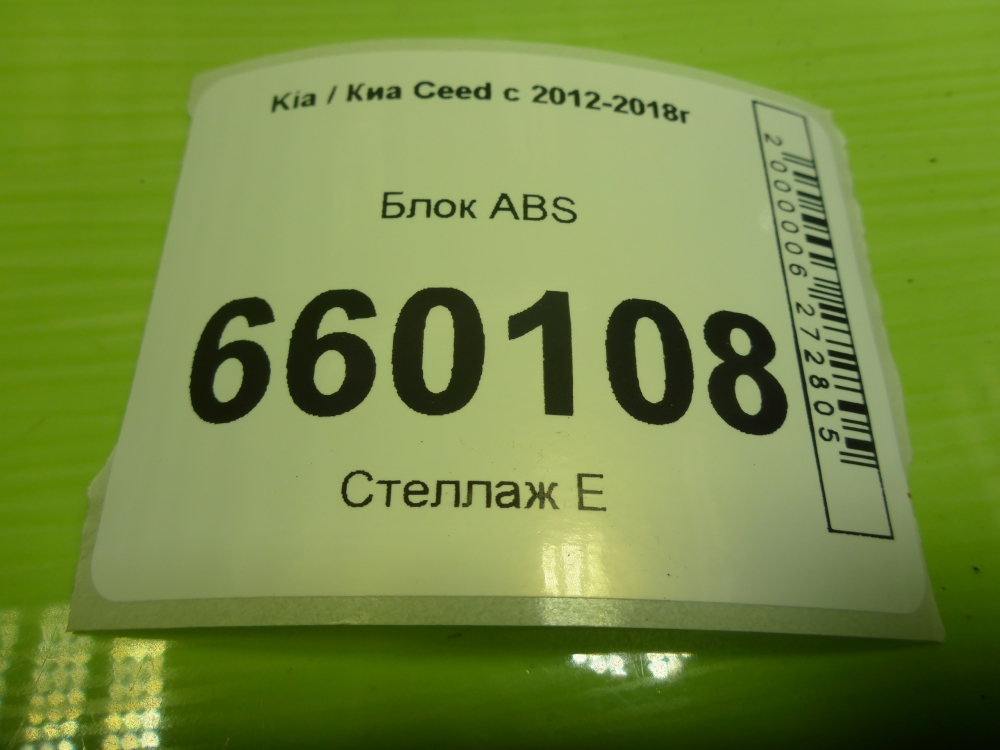 Kia / Киа Ceed с 2012-2018г
Блок ABS
660108
Стеллаж Е
2000006272805